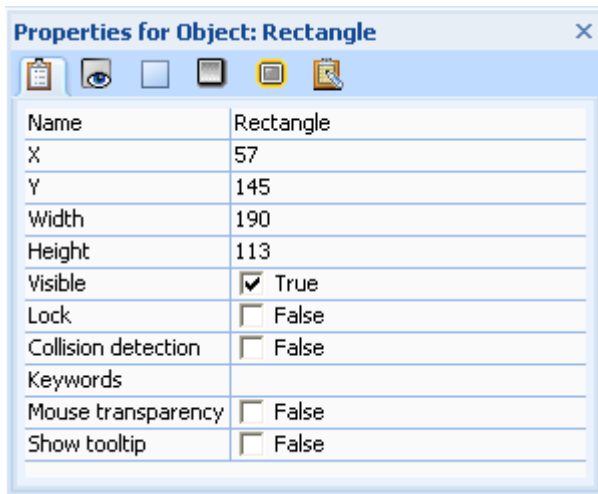 Properties for Object: Rectangle
Name Rectangle
X 57
Y 145
Width 190
Height 113
Visible True
Lock False
Collision detection False
Keywords
Mouse transparency False
Show tooltip False